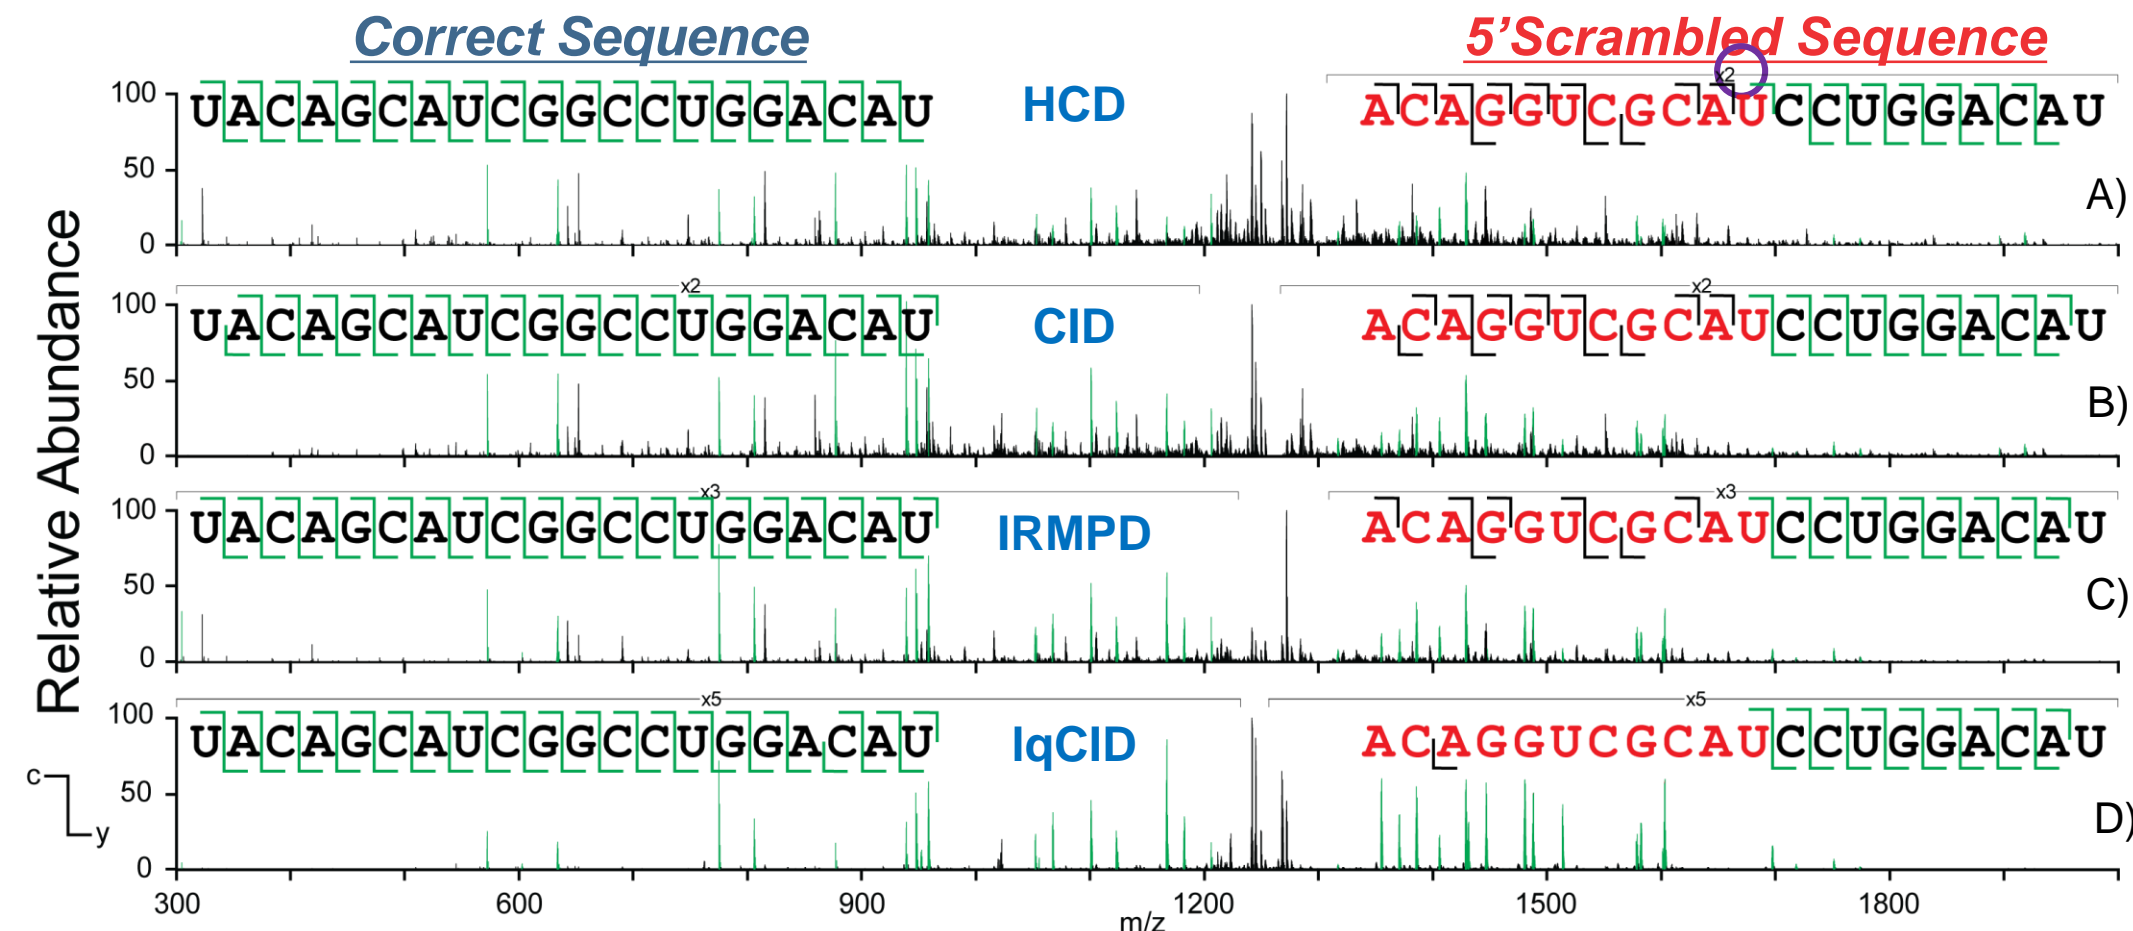 Correct Sequence
5'Scrambled Sequence
Relative Abundance
100
50
0
UACAGCAUCGGCCUGGACAU
HCD
x2
ACAGGUCGCAUCCUGGACAU
A)
x2
x2
100
50
0
UACAGCAUCGGCCUGGACAU
CID
ACAGGUCGCAUCCUGGACAU
B)
x3
x3
100
50
0
UACAGCAUCGGCCUGGACAU
IRMPD
ACAGGUCGCAUCCUGGACAU
C)
x5
x5
100
50
0
UACAGCAUCGGCCUGGACAU
lqCID
ACAGGUCGCAUCCUGGACAU
D)
c
y
300
600
900
1200
1500
1800
m/z